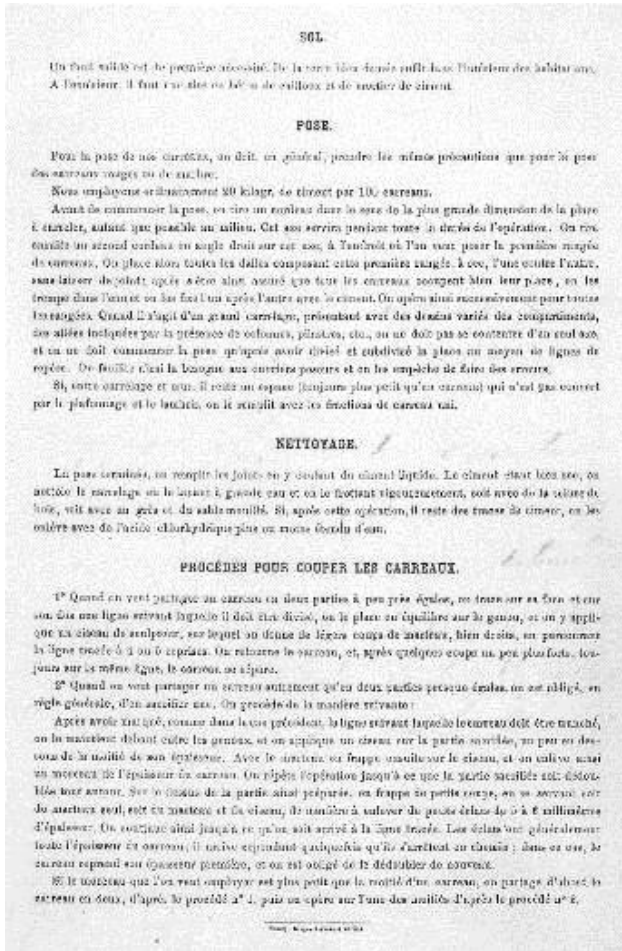 SOL.
Un fond solide est de première nécessité. De la terre bien damée suffit dans l'intérieur des habitations.
A l'extérieur, il faut une aire en béton de cailloux et de mortier de ciment.
POSE.
Pour la pose de nos carreaux, on doit, en général, prendre les mêmes précautions que pour la pose
des carreaux rouges ou de marbre.
Nous employons ordinairement 20 kilogr. de ciment par 100 carreaux.
Avant de commencer la pose, on tire un cordeau dans le sens de la plus grande dimension de la place
à carreler, autant que possible au milieu. Cet axe servira pendant toute la durée de l'opération. On tire
ensuite un second cordeau en angle droit sur cet axe, à l'endroit où l'on veut poser la première rangée
de carreaux. On place alors toutes les dalles composant cette première rangée, à sec, l'une contre l'autre,
sans laisser de joints; après s'être ainsi assuré que tous les carreaux occupent bien leur place, on les
trempe dans l'eau et on les fixe l'un après l'autre avec le ciment. On opère ainsi successivement pour toutes
les rangées. Quand il s'agit d'un grand carrelage, présentant avec des dessins variés des compartiments,
des allées indiquées par la présence de colonnes, pilastres, etc., on ne doit pas se contenter d'un seul axe,
et on ne doit commencer la pose qu'après avoir divisé et subdivisé la place au moyen de lignes de
repère. On facilite ainsi la besogne aux ouvriers poseurs et on les empêche de faire des erreurs.
Si, entre carrelage et mur, il reste un espace (toujours plus petit qu'un carreau) qui n'est pas couvert
par le plafonnage et le lambris, on le remplit avec les fractions de carreau uni.
NETTOYAGE.
La pose terminée, on remplit les joints en y coulant du ciment liquide. Le ciment étant bien sec, on
nettoie le carrelage en le lavant à grande eau et en le frottant vigoureusement, soit avec de la sciure de
bois, soit avec un grès et du sable mouillé. Si, après cette opération, il reste des traces de ciment, on les
enlève avec de l'acide chlorhydrique plus ou moins étendu d'eau.
PROCÉDÉS POUR COUPER LES CARREAUX.
1° Quand on veut partager un carreau en deux parties à peu près égales, on trace sur sa face et sur
son dos une ligne suivant laquelle il doit être divisé, on le place en équilibre sur le genou, et on y appli-
que un ciseau de sculpteur, sur lequel on donne de légers coups de marteau, bien droits, en parcourant
la ligne tracée à 4 ou 5 reprises. On retourne le carreau, et, après quelques coups un peu plus forts, tou-
jours sur la même ligne, le carreau se sépare.
2° Quand on veut partager un carreau autrement qu'en deux parties presque égales, on est obligé, en
règle générale, d'en sacrifier une. On procède de la manière suivante :
Après avoir marqué, comme dans le cas précédent, la ligne suivant laquelle le carreau doit être tranché,
on le maintient debout entre les genoux, et on applique un ciseau sur la partie sacrifiée, un peu en des-
sous de la moitié de son épaisseur. Avec le marteau on frappe ensuite sur le ciseau, et on enlève ainsi
un morceau de l'épaisseur du carreau. On répète l'opération jusqu'à ce que la partie sacrifiée soit dédou-
blée tout autour. Sur le dessus de la partie ainsi préparée, on frappe de petits coups, en se servant soit
du marteau seul, soit du marteau et du ciseau, de manière à enlever de petits éclats de 5 à 6 millimètres
d'épaisseur. On continue ainsi jusqu'à ce qu'on soit arrivé à la ligne tracée. Les éclats ont généralement
toute l'épaisseur du carreau; il arrive cependant quelquefois qu'ils s'arrêtent en chemin; dans ce cas, le
carreau reprend son épaisseur première, et on est obligé de le dédoubler de nouveau.
Si le morceau que l'on veut employer est plus petit que la moitié d'un carreau, on partage d'abord le
carreau en deux, d'après le procédé n° 1, puis on opère sur l'une des moitiés d'après le procédé n° 2.